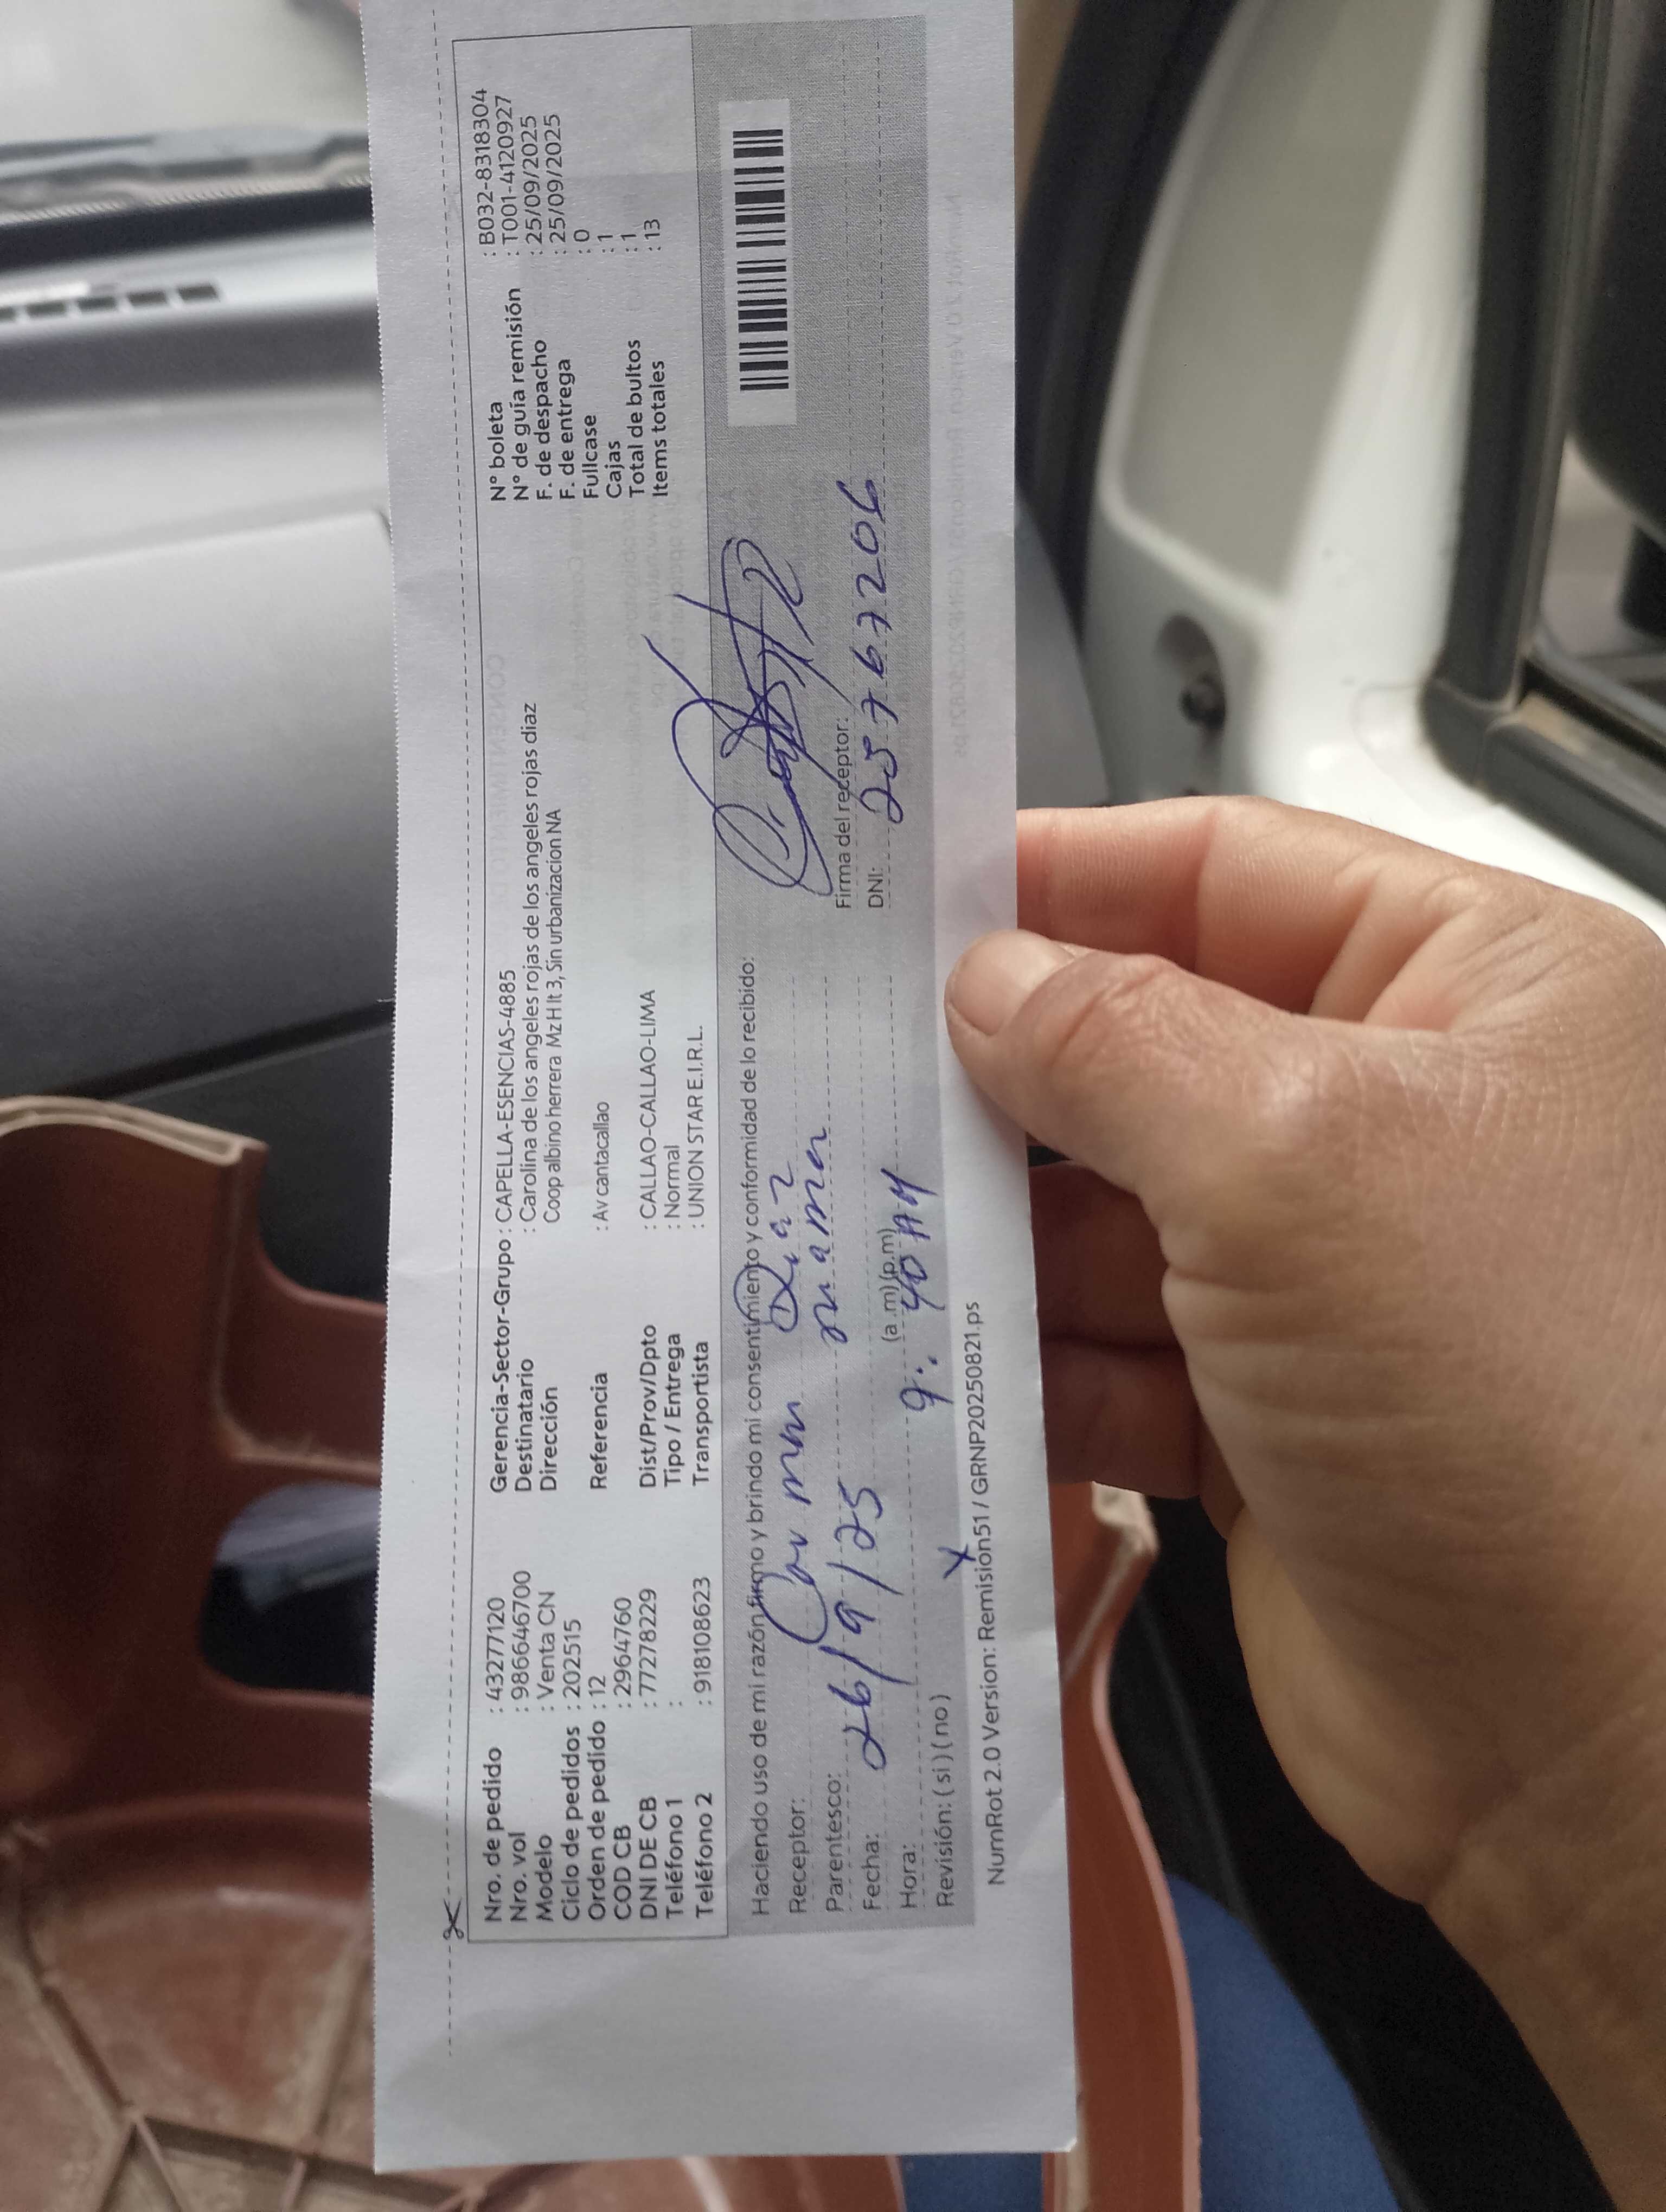 Nro. de pedido : 43277120
Nro. vol : 986646700
Modelo : Venta CN
Ciclo de pedidos : 202515
Orden de pedido : 12
COD CB : 2964760
DNI DE CB : 77278229
Teléfono 1 :
Teléfono 2 : 918108623
Gerencia-Sector-Grupo : CAPELLA-ESENCIAS-4885
Destinatario : Carolina de los angeles rojas de los angeles rojas diaz
Dirección Coop albino herrera Mz H lt 3, Sin urbanizacion NA
Referencia : Av cantacallao
Dist/Prov/Dpto : CALLAO-CALLAO-LIMA
Tipo / Entrega : Normal
Transportista : UNION STAR E.I.R.L.
N° boleta : B032-8318304
N° de guía remisión : T001-4120927
F. de despacho : 25/09/2025
F. de entrega : 25/09/2025
Fullcase : 0
Cajas : 1
Total de bultos : 1
Items totales : 13
Haciendo uso de mi razón firmo y brindo mi consentimiento y conformidad de lo recibido:
Receptor: Diaz
Parentesco: mama
Fecha: 26/9/25
Hora: 9:40 AM (a.m)(p.m)
Revisión: ( si ) ( no ) X
Firma del receptor:
DNI: 25767206
NumRot 2.0 Version: Remision51 / GRNP20250821.ps